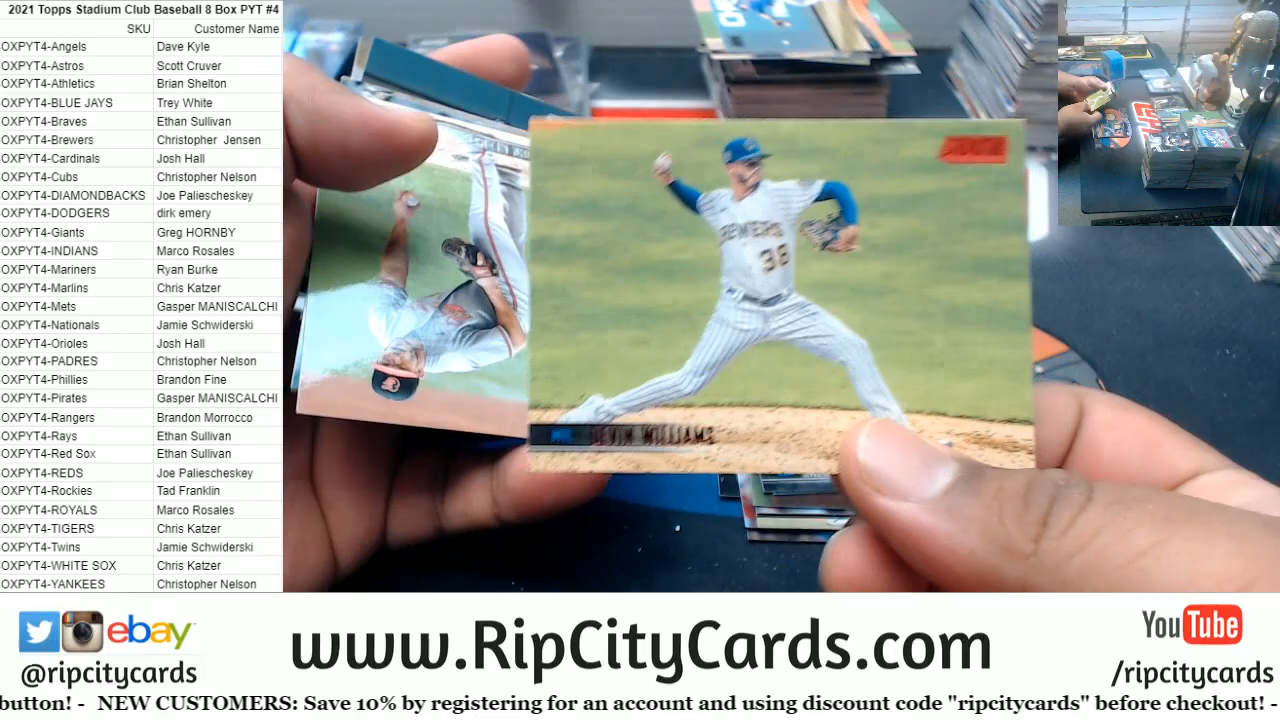 2021 Topps Stadium Club Baseball 8 Box PYT #4
SKU Customer Name
OXPYT4-Angels Dave Kyle
OXPYT4-Astros Scott Cruver
OXPYT4-Athletics Brian Shelton
OXPYT4-BLUE JAYS Trey White
OXPYT4-Braves Ethan Sullivan
OXPYT4-Brewers Christopher Jensen
OXPYT4-Cardinals Josh Hall
OXPYT4-Cubs Christopher Nelson
OXPYT4-DIAMONDBACKS Joe Paliescheskey
OXPYT4-DODGERS dirk emery
OXPYT4-Giants Greg HORNBY
OXPYT4-INDIANS Marco Rosales
OXPYT4-Mariners Ryan Burke
OXPYT4-Marlins Chris Katzer
OXPYT4-Mets Gasper MANISCALCHI
OXPYT4-Nationals Jamie Schwiderski
OXPYT4-Orioles Josh Hall
OXPYT4-PADRES Christopher Nelson
OXPYT4-Phillies Brandon Fine
OXPYT4-Pirates Gasper MANISCALCHI
OXPYT4-Rangers Brandon Morrocco
OXPYT4-Rays Ethan Sullivan
OXPYT4-Red Sox Ethan Sullivan
OXPYT4-REDS Joe Paliescheskey
OXPYT4-Rockies Tad Franklin
OXPYT4-ROYALS Marco Rosales
OXPYT4-TIGERS Chris Katzer
OXPYT4-Twins Jamie Schwiderski
OXPYT4-WHITE SOX Chris Katzer
OXPYT4-YANKEES Christopher Nelson
BREWERS
38
DEVIN WILLIAMS
ebay
@ripcitycards
www.RipCityCards.com
YouTube
/ripcitycards
button! - NEW CUSTOMERS: Save 10% by registering for an account and using discount code "ripcitycards" before checkout! -